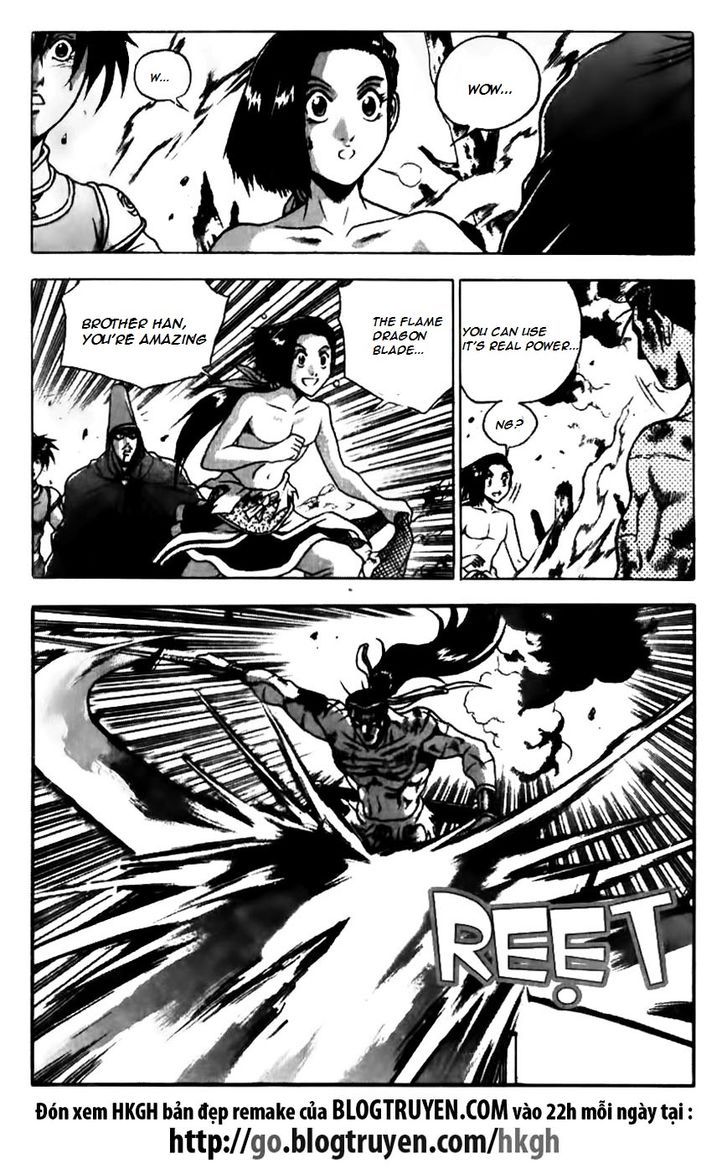 W...
WOW...
BROTHER HAN,
YOU'RE AMAZING
THE FLAME
DRAGON
BLADE...
YOU CAN USE
IT'S REAL POWER...
NG?
REẸT
Đón xem HKGH bản đẹp remake của BLOGTRUYEN.COM vào 22h mỗi ngày tại :
http://go.blogtruyen.com/hkgh